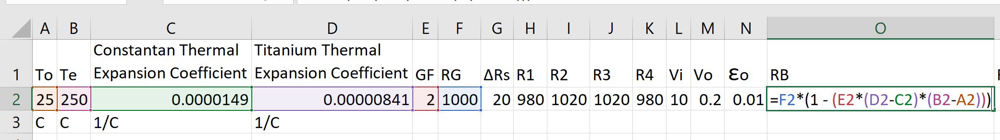 A B C D E F G H I J K L M N O
Constantan Thermal Titanium Thermal
1 To Te Expansion Coefficient Expansion Coefficient GF RG ΔRs R1 R2 R3 R4 Vi Vo Ɛo RB
2 25 250 0.0000149 0.00000841 2 1000 20 980 1020 1020 980 10 0.2 0.01 =F2*(1 - (E2*(D2-C2)*(B2-A2)))
3 C C 1/C 1/C